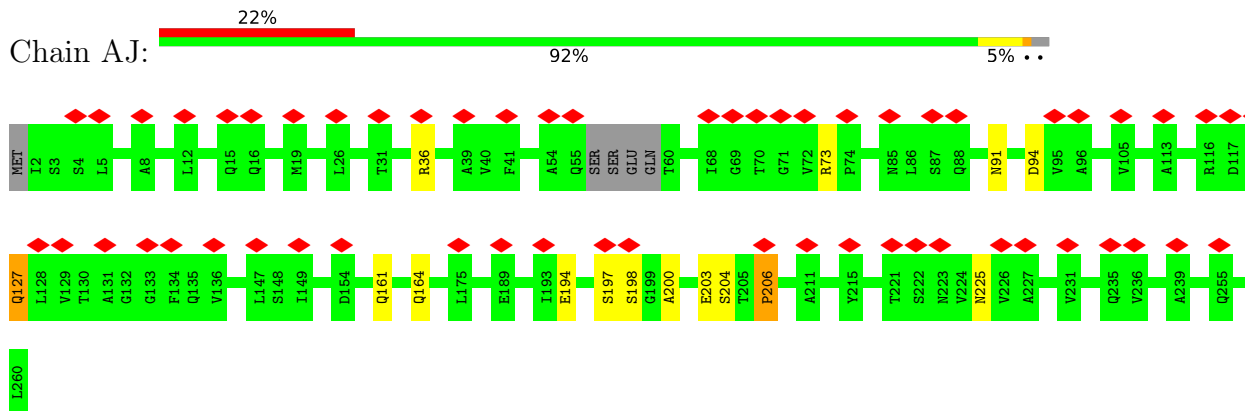 22%
Chain AJ:
92% 5% • •
MET I2 S3 S4 L5 A8 L12 Q15 Q16 M19 L26 T31 R36 A39 V40 F41 A54 Q55 SER SER GLU GLN T60 I68 G69 T70 G71 V72 R73 P74 N85 L86 S87 Q88 N91 D94 V95 A96 V105 A113 R116 D117
Q127 L128 V129 T130 A131 G132 G133 F134 Q135 V136 L147 S148 I149 D154 Q161 Q164 L175 E189 I193 E194 S197 S198 G199 A200 E203 S204 T205 P206 A211 Y215 T221 S222 N223 V224 N225 V226 A227 V231 Q235 V236 A239 Q255
L260